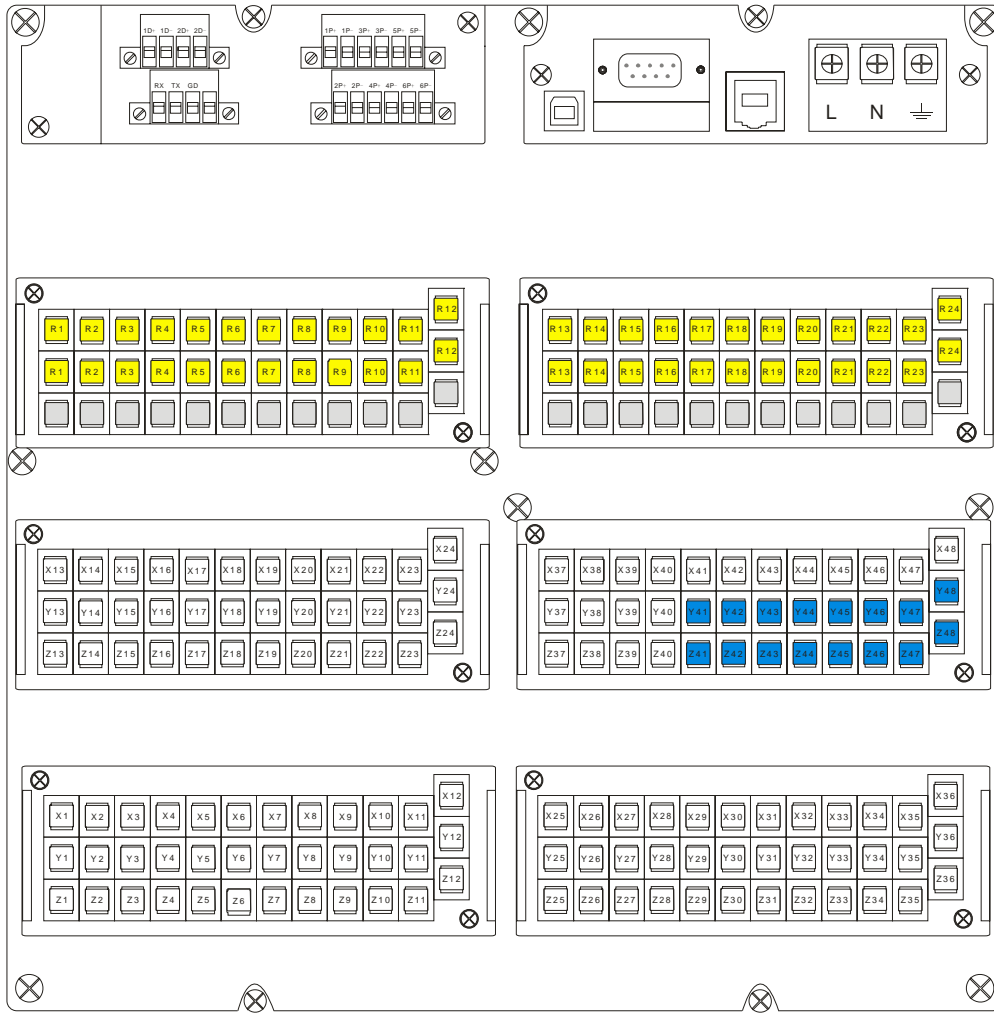 1D+ 1D- 2D+ 2D-
1P+ 1P- 3P+ 3P- 5P+ 5P-
RX TX GD
2P+ 2P- 4P+ 4P- 6P+ 6P-
L N
R12
R1 R2 R3 R4 R5 R6 R7 R8 R9 R10 R11
R12
R1 R2 R3 R4 R5 R6 R7 R8 R9 R10 R11
R24
R13 R14 R15 R16 R17 R18 R19 R20 R21 R22 R23
R24
R13 R14 R15 R16 R17 R18 R19 R20 R21 R22 R23
X24
X13 X14 X15 X16 X17 X18 X19 X20 X21 X22 X23
Y24
Y13 Y14 Y15 Y16 Y17 Y18 Y19 Y20 Y21 Y22 Y23
Z24
Z13 Z14 Z15 Z16 Z17 Z18 Z19 Z20 Z21 Z22 Z23
X48
X37 X38 X39 X40 X41 X42 X43 X44 X45 X46 X47
Y48
Y37 Y38 Y39 Y40 Y41 Y42 Y43 Y44 Y45 Y46 Y47
Z48
Z37 Z38 Z39 Z40 Z41 Z42 Z43 Z44 Z45 Z46 Z47
X12
X1 X2 X3 X4 X5 X6 X7 X8 X9 X10 X11
Y12
Y1 Y2 Y3 Y4 Y5 Y6 Y7 Y8 Y9 Y10 Y11
Z12
Z1 Z2 Z3 Z4 Z5 Z6 Z7 Z8 Z9 Z10 Z11
X36
X25 X26 X27 X28 X29 X30 X31 X32 X33 X34 X35
Y36
Y25 Y26 Y27 Y28 Y29 Y30 Y31 Y32 Y33 Y34 Y35
Z36
Z25 Z26 Z27 Z28 Z29 Z30 Z31 Z32 Z33 Z34 Z35